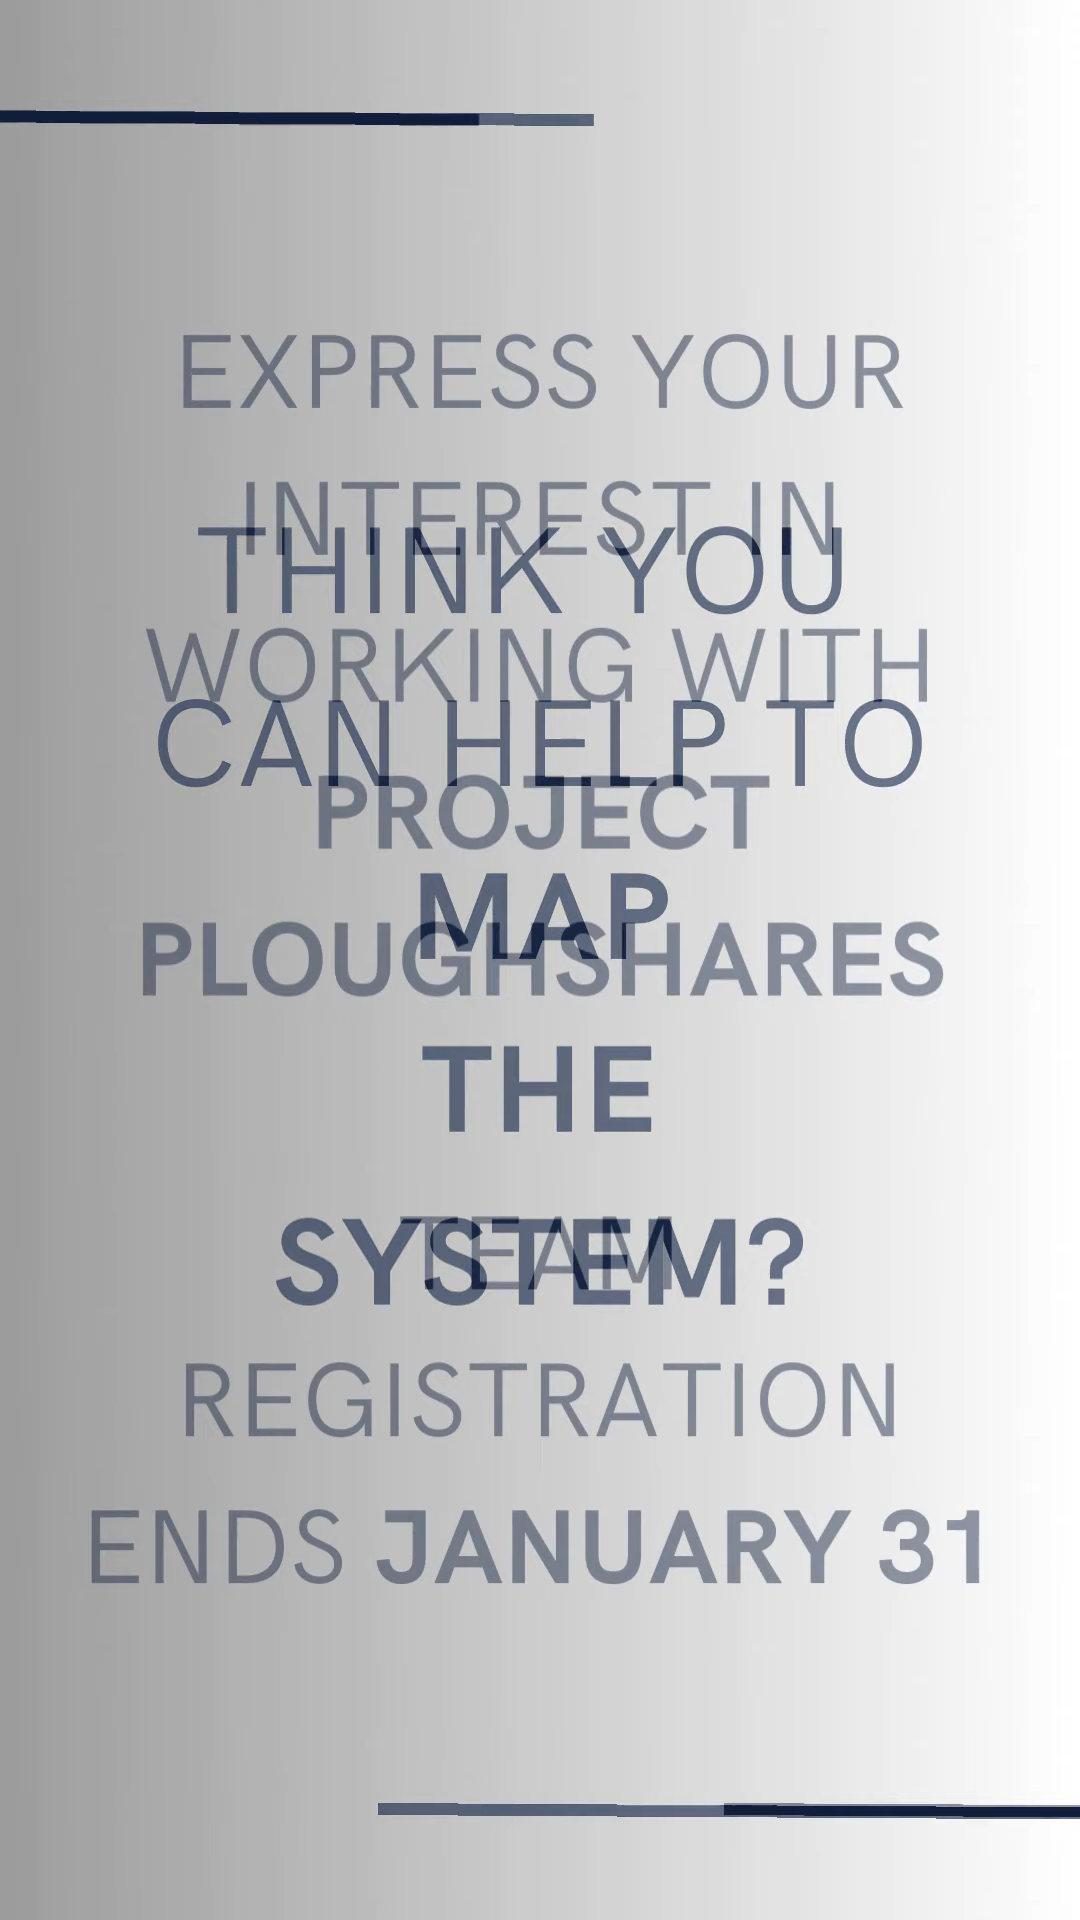 EXPRESS YOUR
INTEREST IN
THINK YOU
WORKING WITH
CAN HELP TO
PROJECT
MAP
PLOUGHSHARES
THE
TEAM
SYSTEM?
REGISTRATION
ENDS JANUARY 31